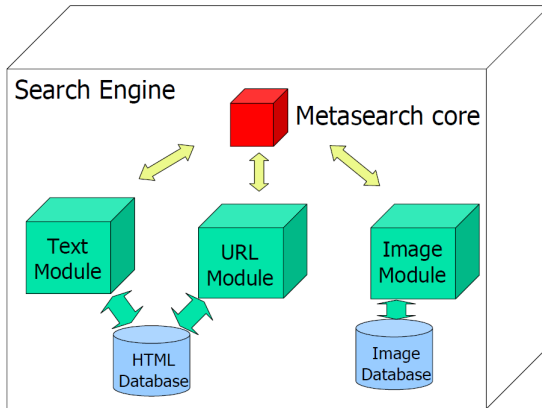 Search Engine
Metasearch core
Text
Module
URL
Module
Image
Module
HTML
Database
Image
Database